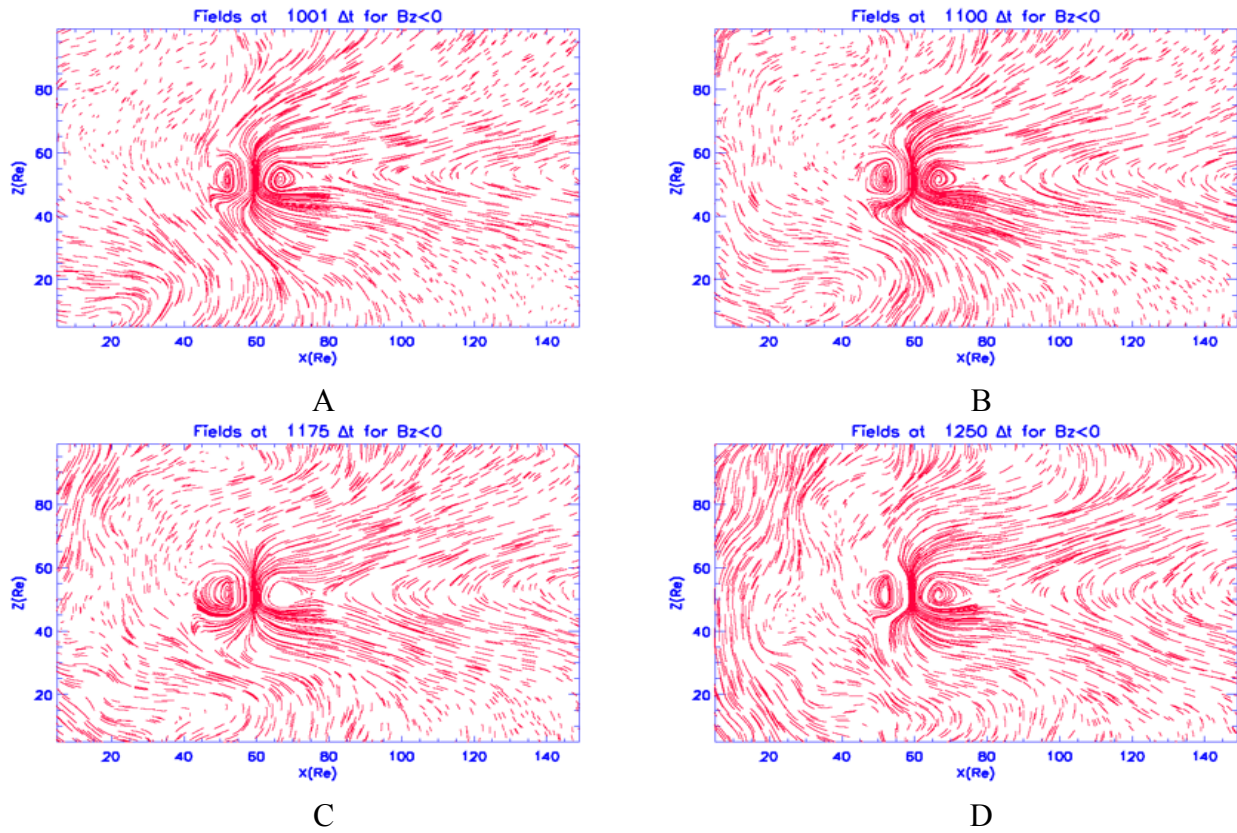 Fields at 1001 Δt for Bz<0
Z(Re)
80
60
40
20
20 40 60 80 100 120 140
X(Re)
A
Fields at 1100 Δt for Bz<0
Z(Re)
80
60
40
20
20 40 60 80 100 120 140
X(Re)
B
Fields at 1175 Δt for Bz<0
Z(Re)
80
60
40
20
20 40 60 80 100 120 140
X(Re)
C
Fields at 1250 Δt for Bz<0
Z(Re)
80
60
40
20
20 40 60 80 100 120 140
X(Re)
D